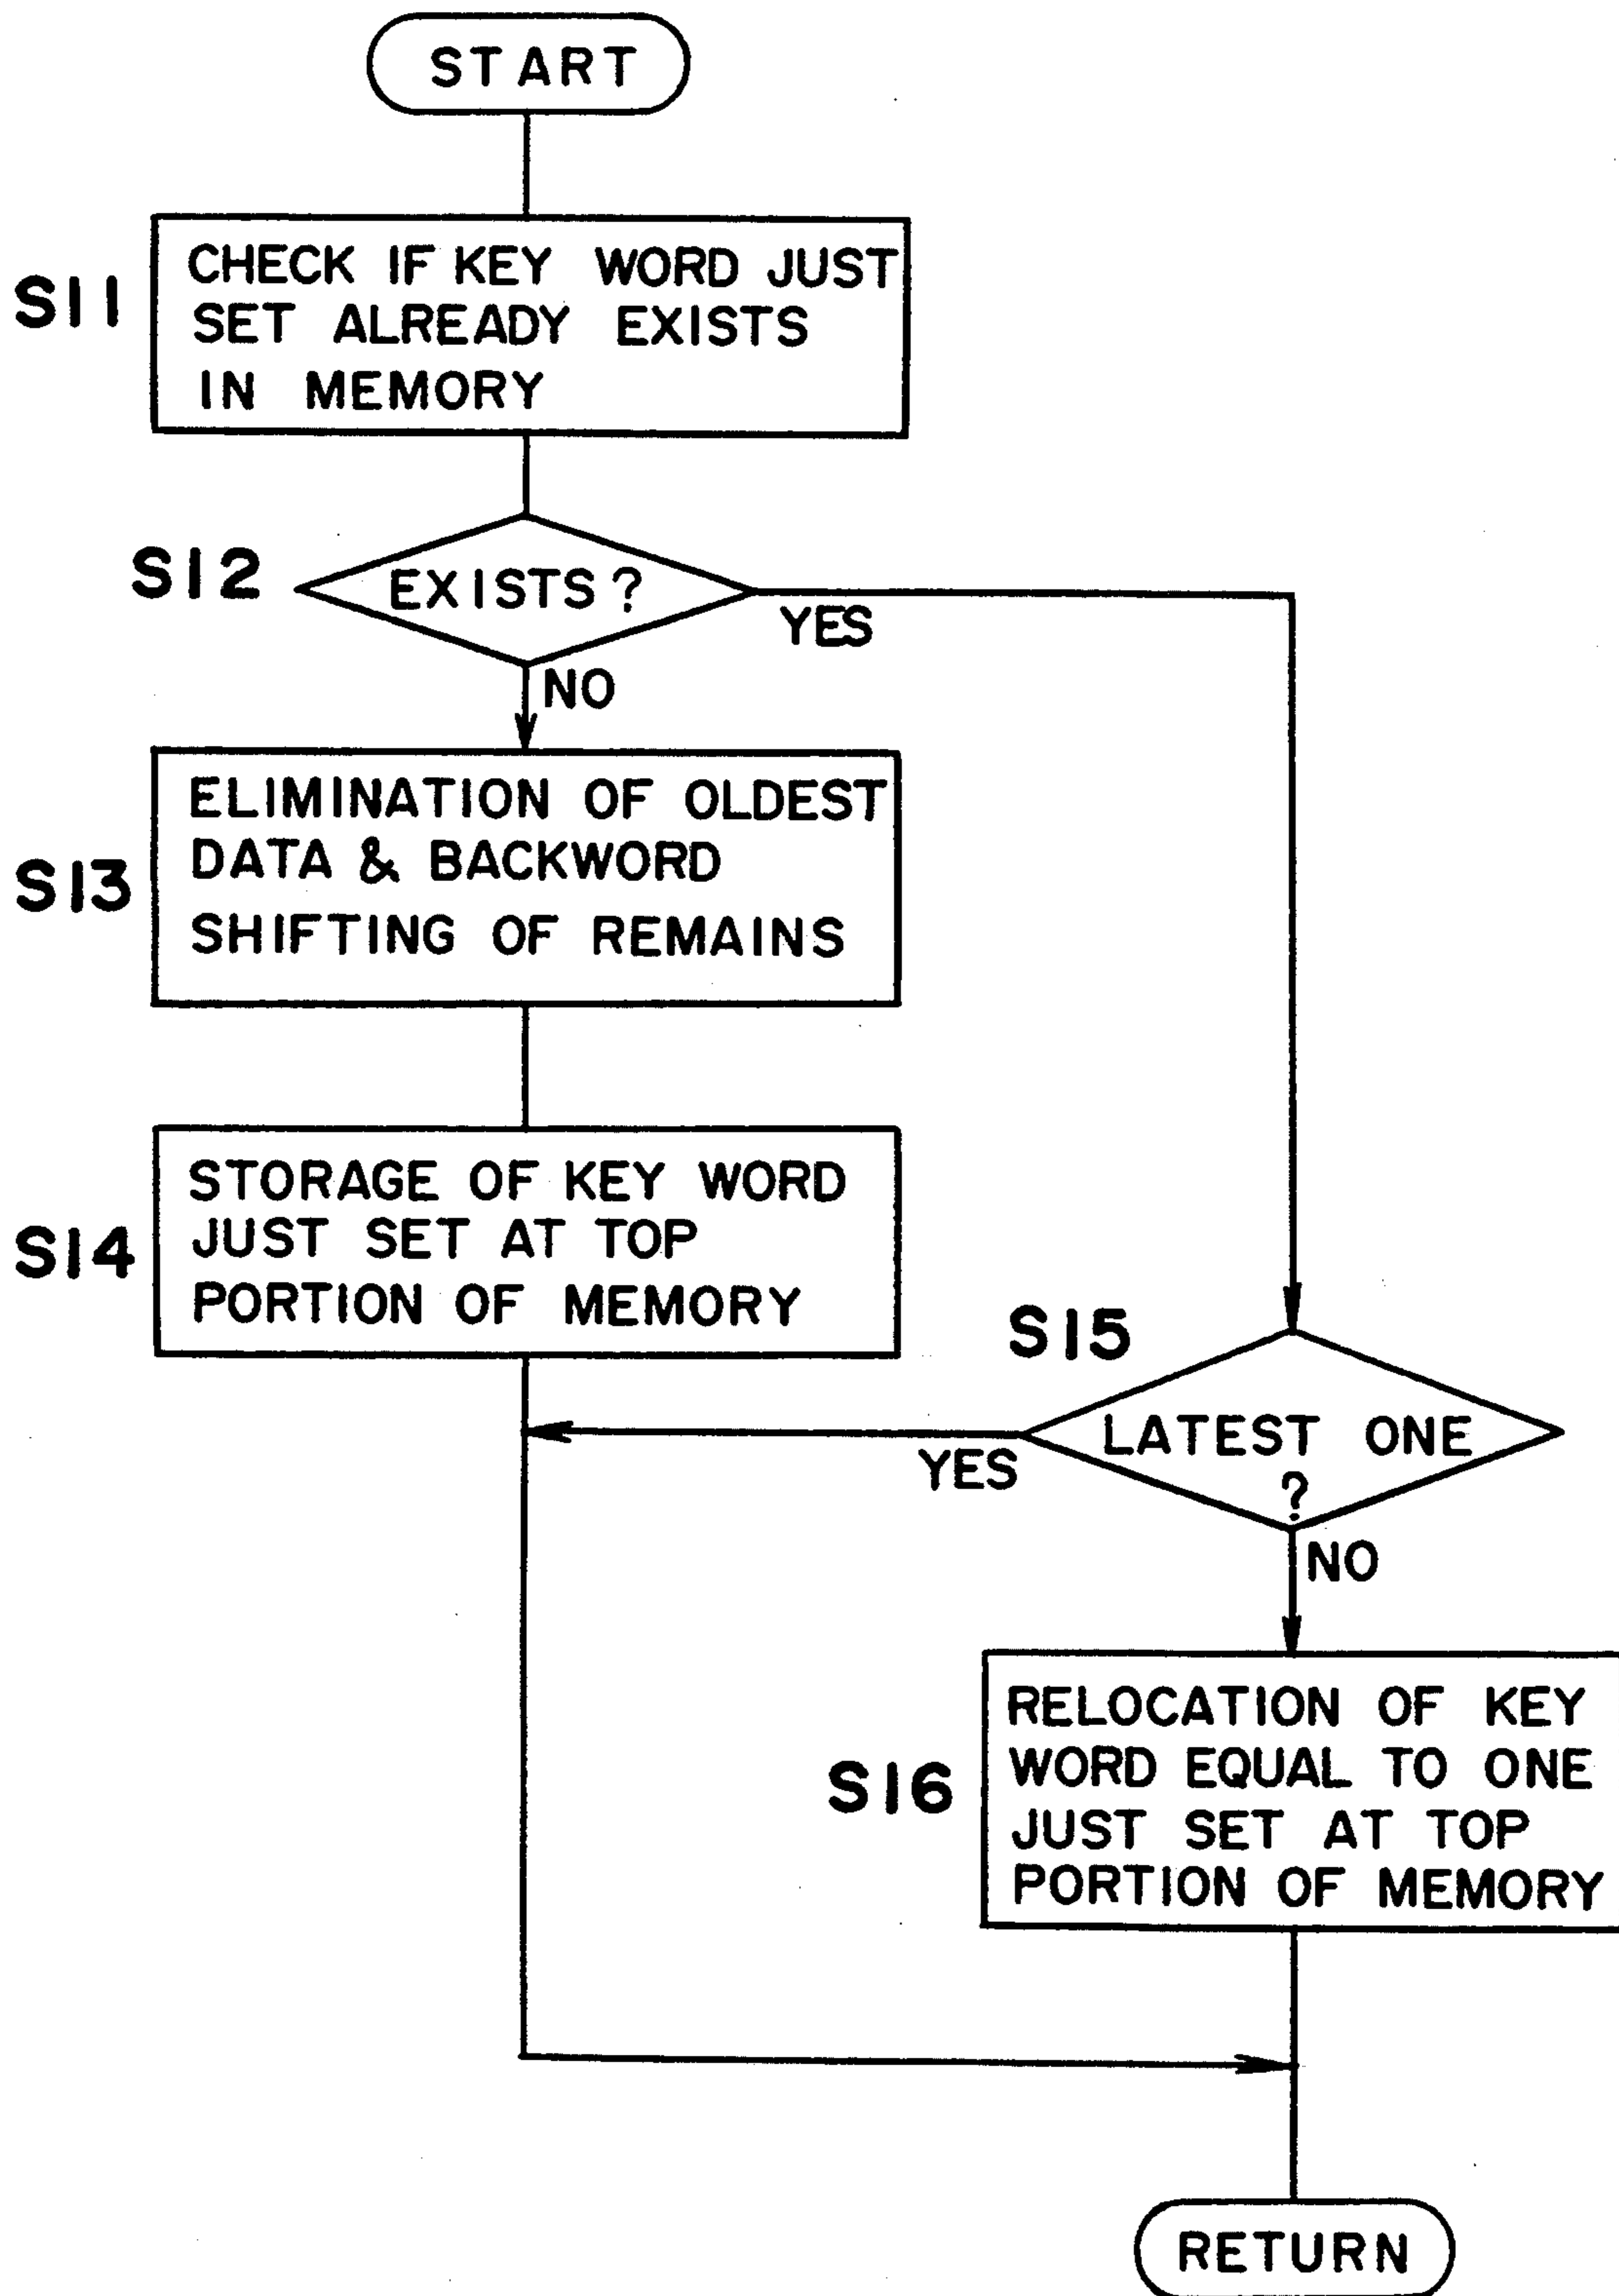 START
S11
CHECK IF KEY WORD JUST
SET ALREADY EXISTS
IN MEMORY
S12
EXISTS?
YES
NO
S13
ELIMINATION OF OLDEST
DATA & BACKWORD
SHIFTING OF REMAINS
S14
STORAGE OF KEY WORD
JUST SET AT TOP
PORTION OF MEMORY
S15
LATEST ONE
?
YES
NO
S16
RELOCATION OF KEY
WORD EQUAL TO ONE
JUST SET AT TOP
PORTION OF MEMORY
RETURN